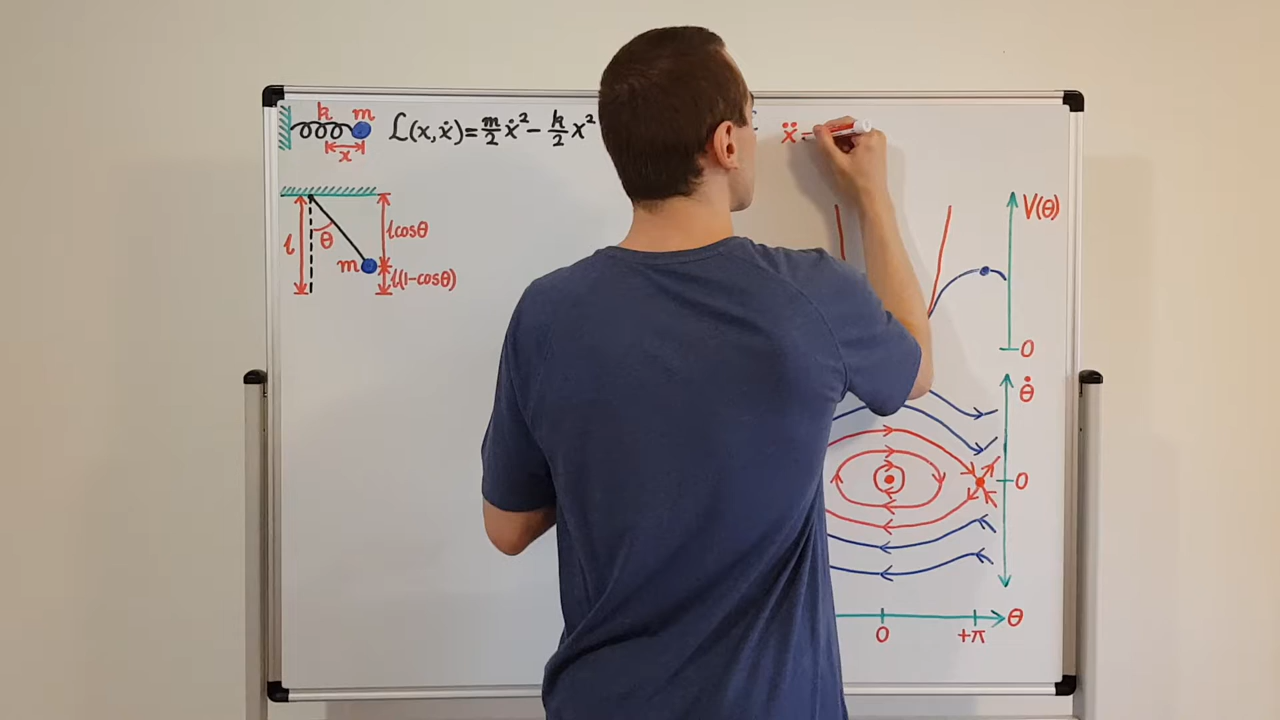 k m
ℒ(x,ẋ)=m/2 ẋ²-k/2 x²
ẍ=
x
V(θ)
l
θ
lcosθ
m
l(1-cosθ)
0
θ̇
0
θ
0
+π